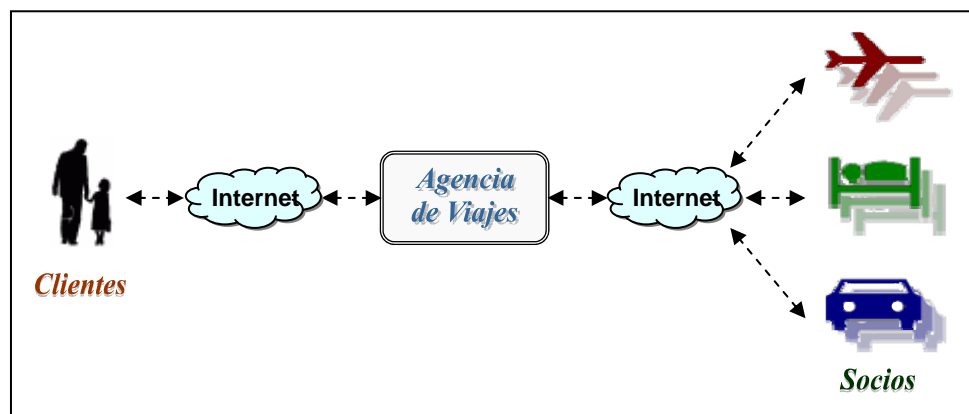 Clientes
Internet
Agencia
de Viajes
Internet
Socios